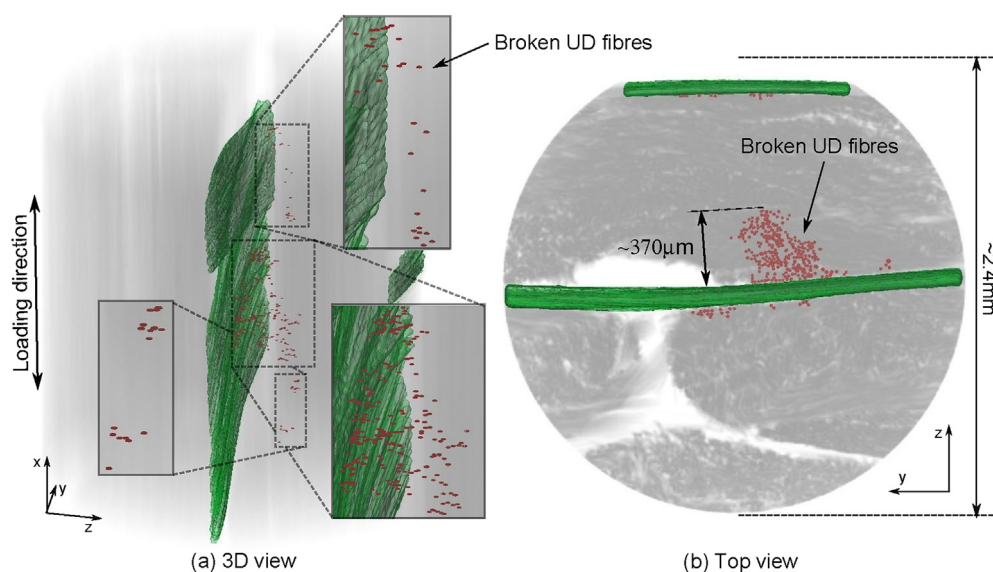 Broken UD fibres
Loading direction
x
y
z
(a) 3D view
Broken UD fibres
~370μm
~2.4mm
z
y
(b) Top view